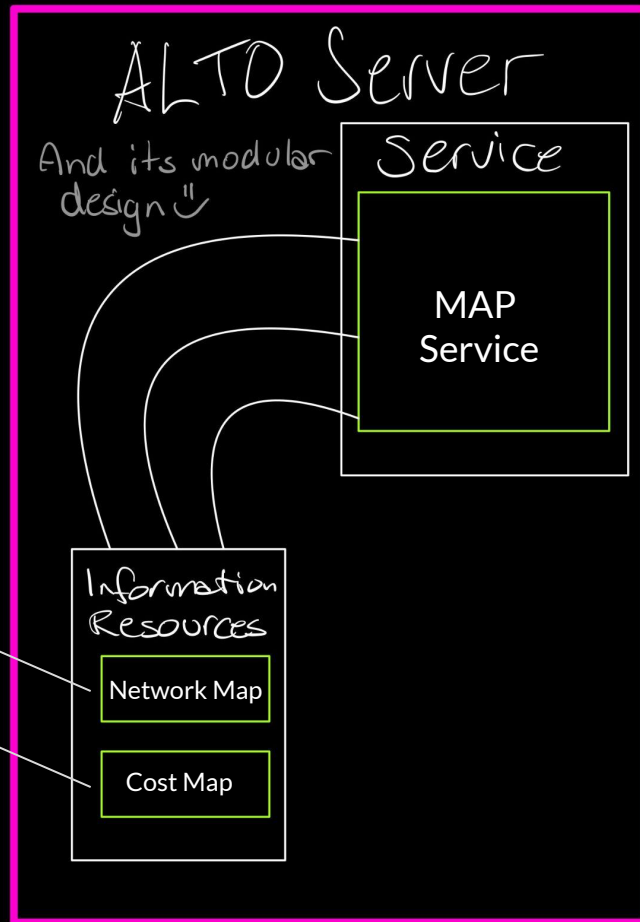 ALTO Server
And its modular
design
Service
MAP
Service
Information
Resources
Network Map
Cost Map